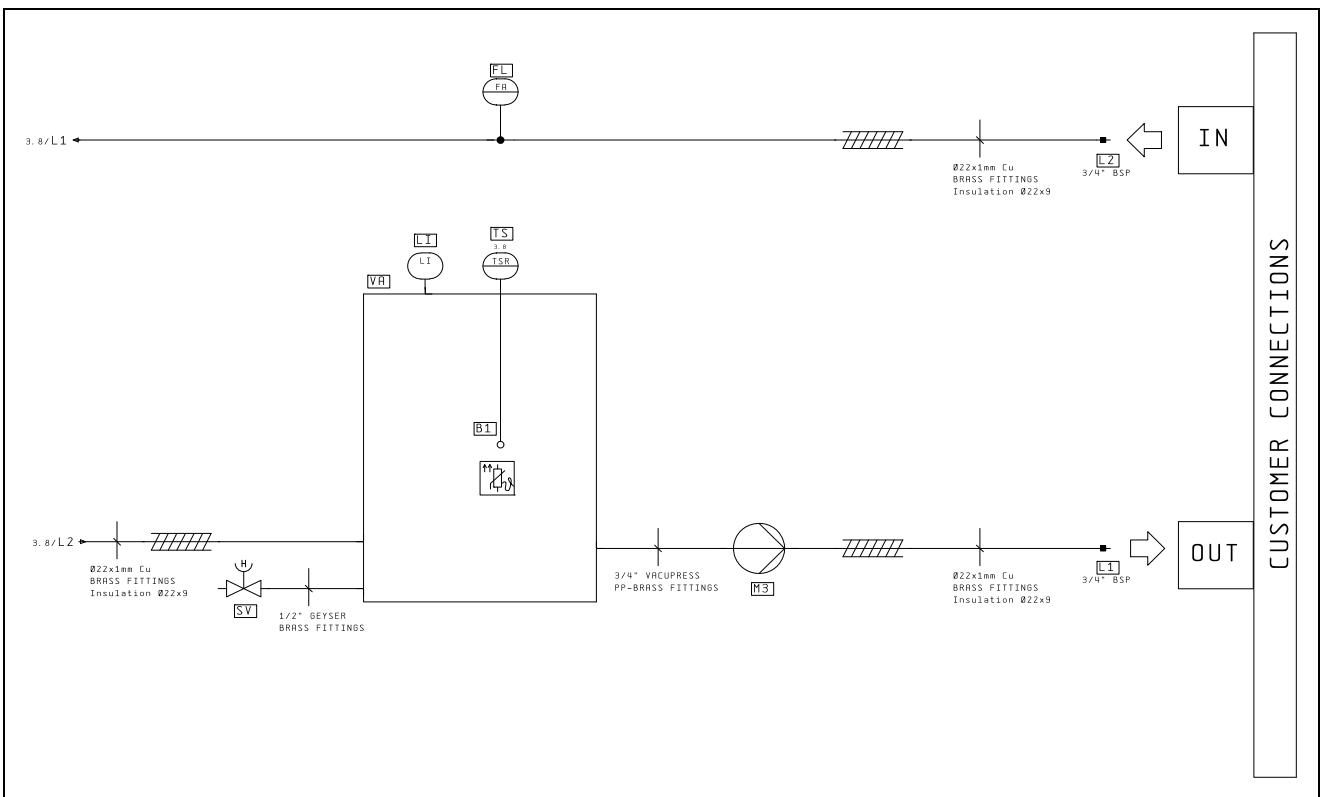 FL
FA
3.8/L1
IN
L2
3/4" BSP
Ø22x1mm Cu
BRASS FITTINGS
Insulation Ø22x9
LI
TS
3.8
LI
TSR
VA
B1
CUSTOMER CONNECTIONS
3.8/L2
Ø22x1mm Cu
BRASS FITTINGS
Insulation Ø22x9
H
SV
1/2" GEYSER
BRASS FITTINGS
3/4" VACUPRESS
PP-BRASS FITTINGS
M3
Ø22x1mm Cu
BRASS FITTINGS
Insulation Ø22x9
L1
3/4" BSP
OUT